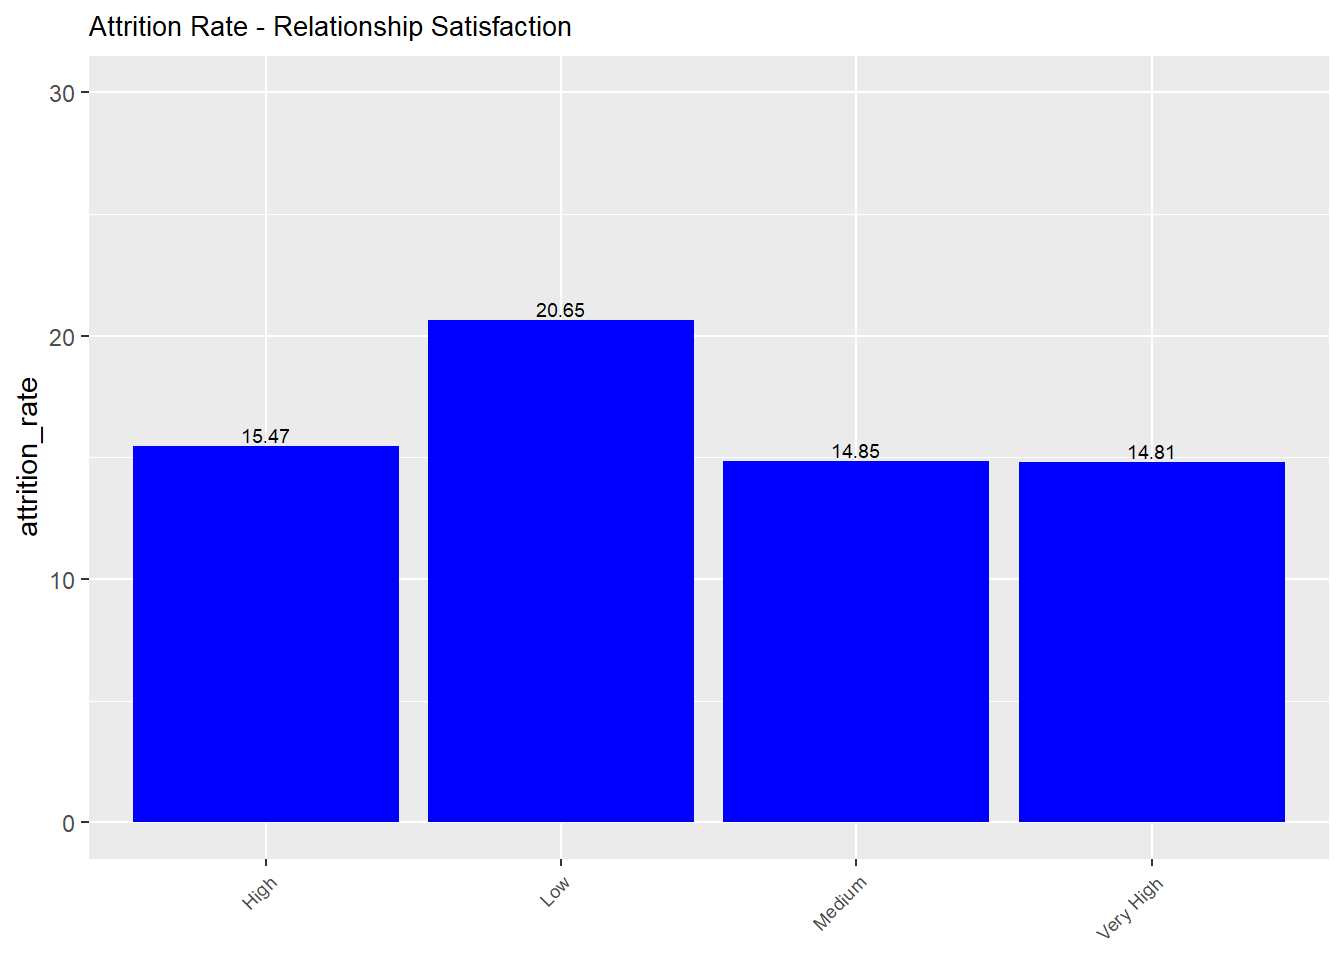 Attrition Rate - Relationship Satisfaction
attrition_rate
30
20
10
0
15.47
20.65
14.85
14.81
High
Low
Medium
Very High